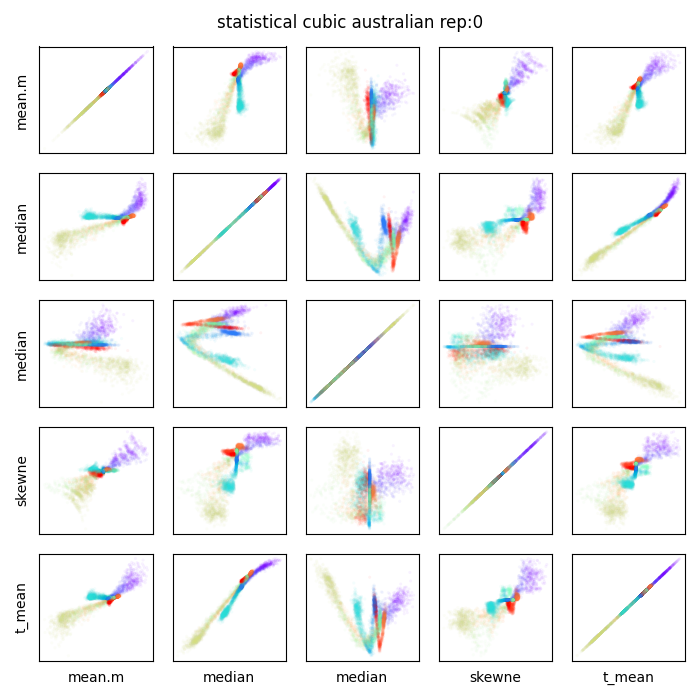 statistical cubic australian rep:0
mean.m
median
median
skewne
t_mean
mean.m median median skewne t_mean